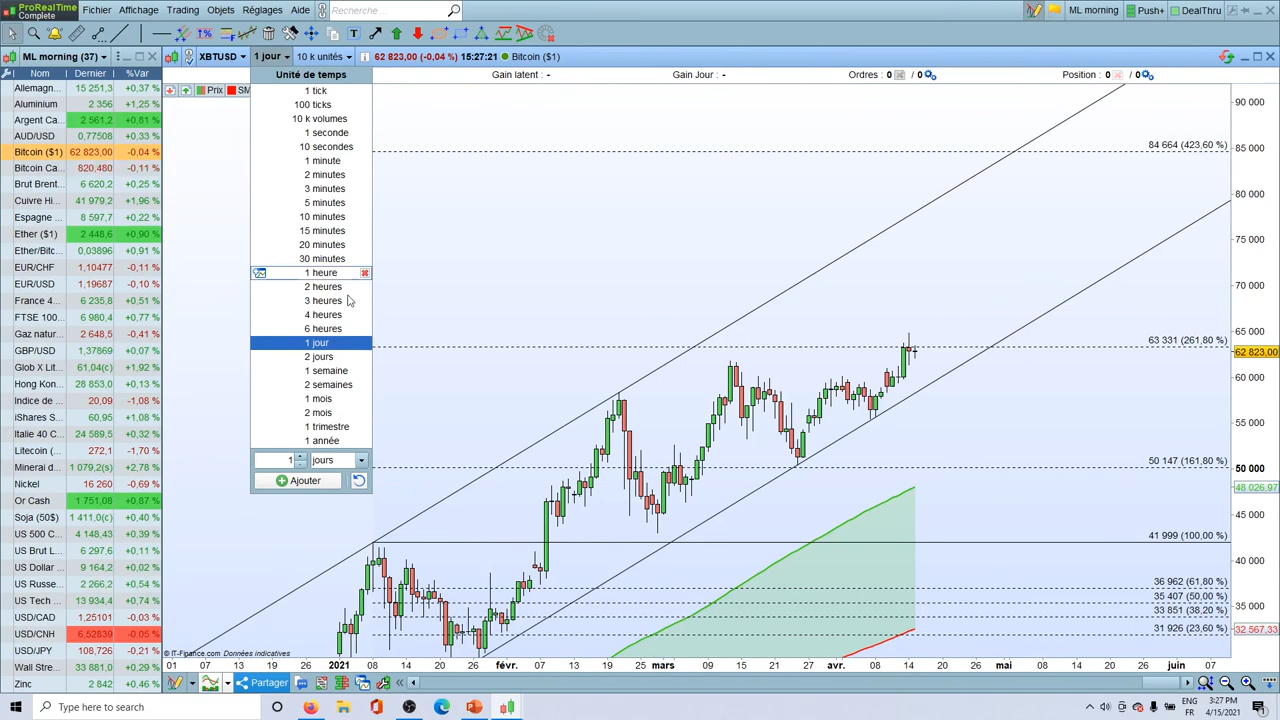 ProRealTime
Complete
Fichier Affichage Trading Objets Réglages Aide Recherche ML morning Push+ DealThru
ML morning (37) XBTUSD 1 jour 10 k unités 62 823,00 (-0,04 %) 15:27:21 Bitcoin ($1)
Nom Dernier %Var
Unité de temps Gain latent : - Gain Jour : - Ordres : 0 / 0 Position : 0 / 0
Prix SM
Allemagn... 15 251,3 +0,37 %
Aluminium 2 356 +1,25 %
Argent Ca... 2 561,2 +0,81 %
AUD/USD 0,77508 +0,33 %
Bitcoin ($1) 62 823,00 -0,04 %
Bitcoin Ca... 820,480 -0,11 %
Brut Brent... 6 620,2 +0,25 %
Cuivre Hi... 41 979,2 +1,96 %
Espagne ... 8 597,7 +0,22 %
Ether ($1) 2 448,6 +0,90 %
Ether/Bitc... 0,03896 +0,91 %
EUR/CHF 1,10477 -0,11 %
EUR/USD 1,19687 -0,10 %
France 4... 6 235,8 +0,51 %
FTSE 100... 6 980,4 +0,77 %
Gaz natur... 2 648,5 -0,41 %
GBP/USD 1,37869 +0,07 %
Glob X Lit... 61,04(c) +1,92 %
Hong Kon... 28 853,0 +0,13 %
Indice de ... 20,09 -1,08 %
iShares S... 60,95 +1,08 %
Italie 40 C... 24 589,5 +0,32 %
Litecoin (... 272,1 -1,70 %
Minerai d... 1 079,2(s) +2,78 %
Nickel 16 260 -0,69 %
Or Cash 1 751,08 +0,87 %
Soja (50$) 1 411,0(c) +0,40 %
US 500 C... 4 148,43 +0,39 %
US Brut L... 6 297,6 +0,11 %
US Dollar ... 9 164,2 +0,02 %
US Russe... 2 266,2 +0,54 %
US Tech ... 13 934,4 +0,74 %
USD/CAD 1,25101 -0,03 %
USD/CNH 6,52839 -0,05 %
USD/JPY 108,726 -0,21 %
Wall Stre... 33 881,0 +0,29 %
Zinc 2 842 +0,46 %
1 tick
100 ticks
10 k volumes
1 seconde
10 secondes
1 minute
2 minutes
3 minutes
5 minutes
10 minutes
15 minutes
20 minutes
30 minutes
1 heure
2 heures
3 heures
4 heures
6 heures
1 jour
2 jours
1 semaine
2 semaines
1 mois
2 mois
1 trimestre
1 année
1 jours
Ajouter
84 664 (423,60 %)
63 331 (261,80 %)
50 147 (161,80 %)
41 999 (100,00 %)
36 962 (61,80 %)
35 407 (50,00 %)
33 851 (38,20 %)
31 926 (23,60 %)
90 000
85 000
80 000
75 000
70 000
65 000
62 823,00
60 000
55 000
50 000
48 026,97
45 000
40 000
35 000
32 567,33
© IT-Finance.com Données indicatives
01 07 14 20 26 2021 08 14 20 26 févr. 07 13 19 mars 09 14 20 26 avr. 08 14 20 26 mai 08 14 20 26 juin 07
Partager
Type here to search
ENG
FR
3:27 PM
4/15/2021